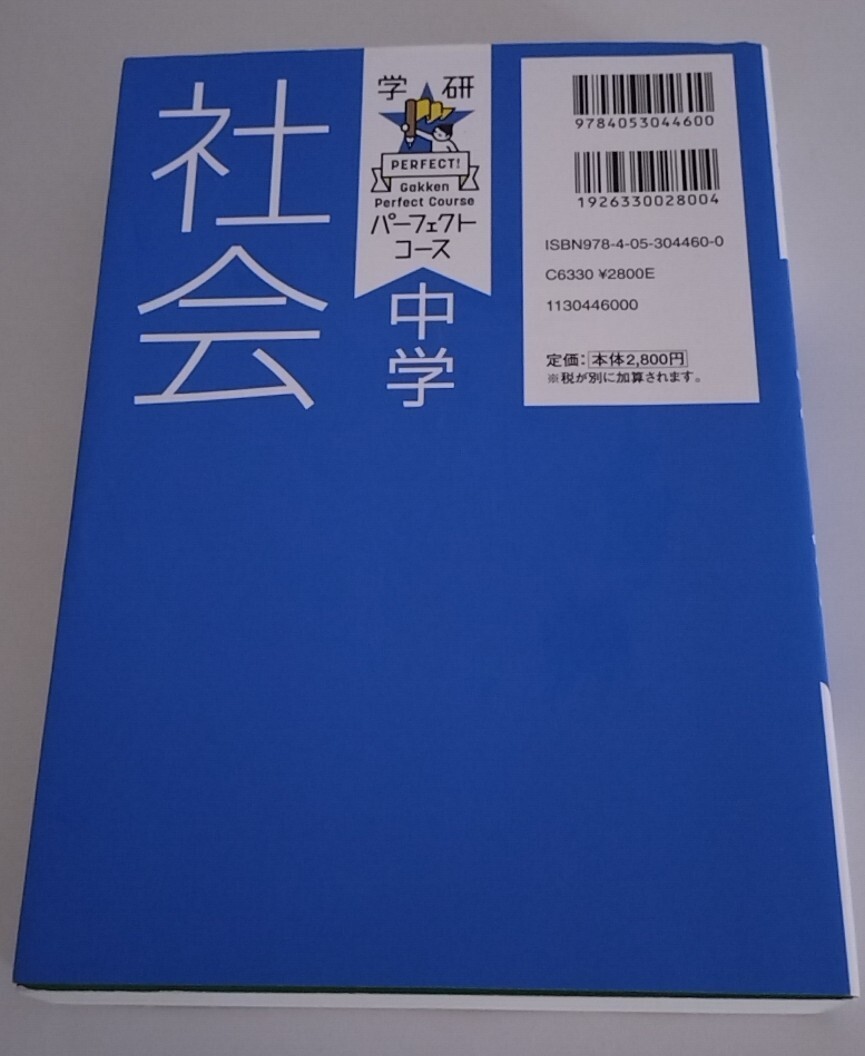 社会
学研
PERFECT!
Gakken
Perfect Course
パーフェクト
コース
中学
9784053044600
1926330028004
ISBN978-4-05-304460-0
C6330 ¥2800E
1130446000
定価：本体2,800円
※税が別に加算されます。